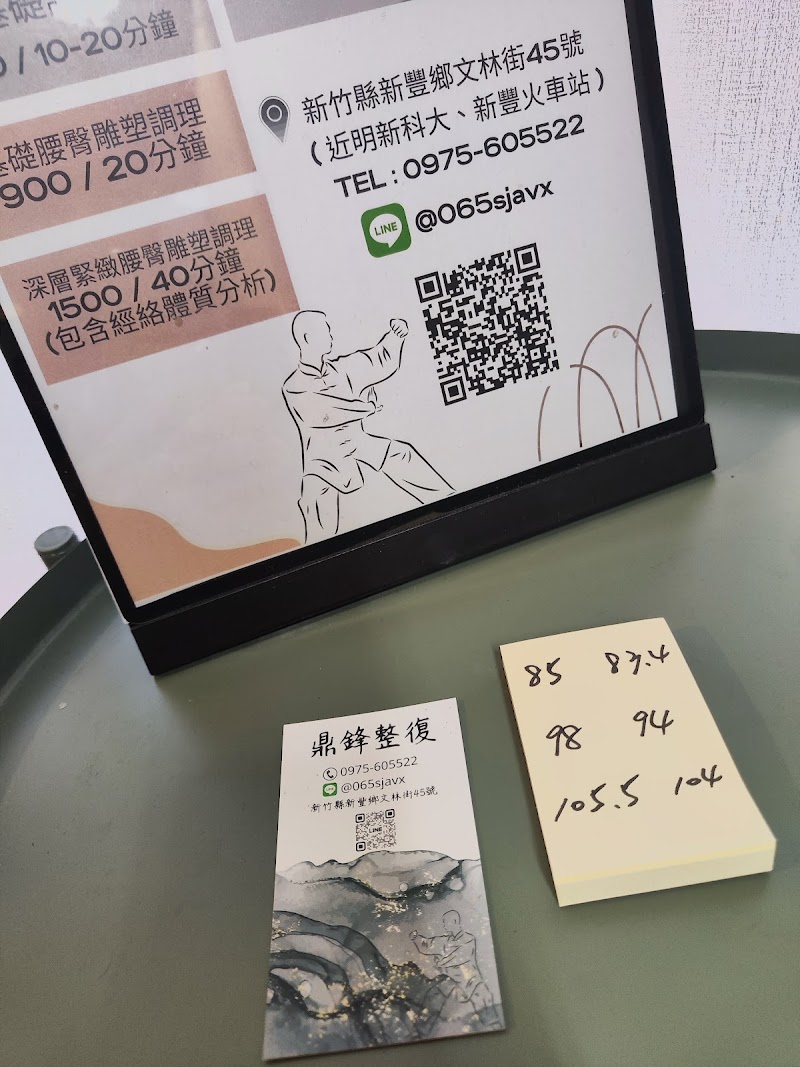 / 10-20分鐘
基礎腰臀雕塑調理
900 / 20分鐘
深層緊緻腰臀雕塑調理
1500 / 40分鐘
(包含經絡體質分析)
新竹縣新豐鄉文林街45號
(近明新科大、新豐火車站)
TEL : 0975-605522
LINE
@065sjavx
鼎鋒整復
0975-605522
@065sjavx
新竹縣新豐鄉文林街45號
LINE
85 83.4
98 94
105.5 104